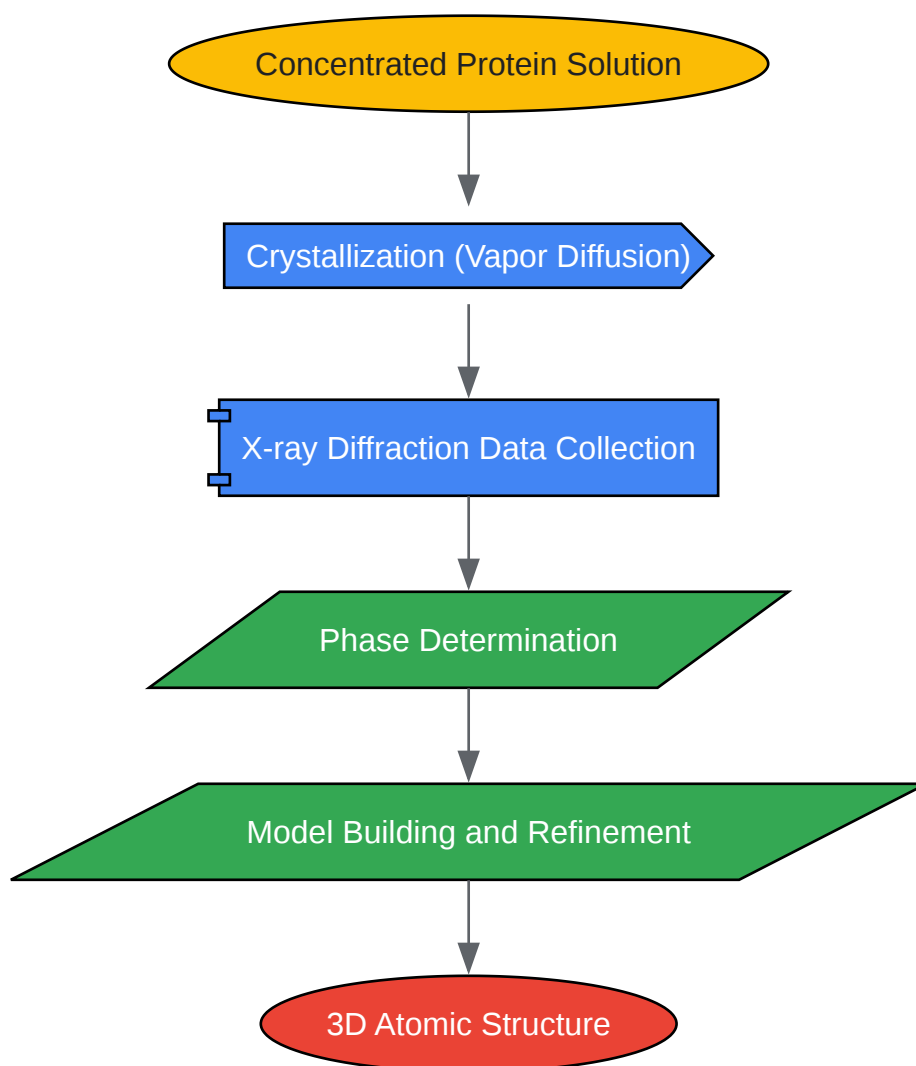 Concentrated Protein Solution
Crystallization (Vapor Diffusion)
X-ray Diffraction Data Collection
Phase Determination
Model Building and Refinement
3D Atomic Structure